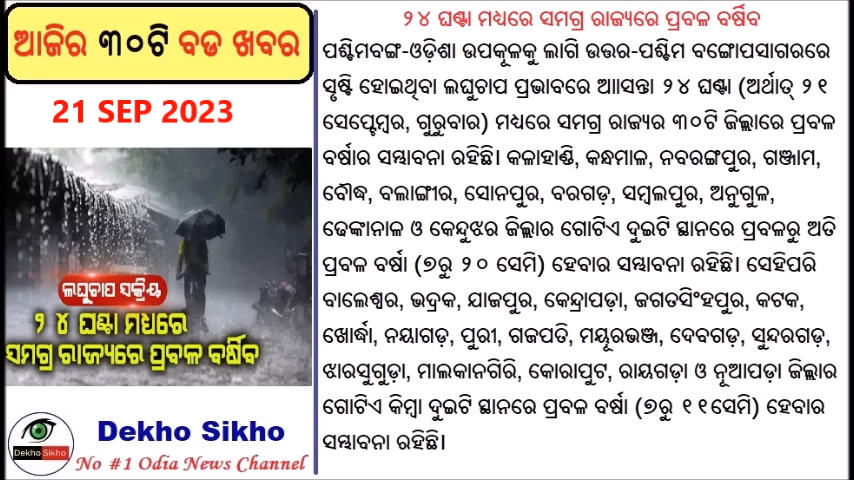 ଆଜିର ୩୦ଟି ବଡ ଖବର
21 SEP 2023
ଲଘୁଚାପ ସକ୍ରିୟ
୨ ୪ ଘଣ୍ଟା ମଧ୍ୟରେ
ସମଗ୍ର ରାଜ୍ୟରେ ପ୍ରବଳ ବର୍ଷିବ
Dekho Sikho
Dekho Sikho
No #1 Odia News Channel
୨୪ ଘଣ୍ଟା ମଧ୍ୟରେ ସମଗ୍ର ରାଜ୍ୟରେ ପ୍ରବଳ ବର୍ଷିବ
ପଶ୍ଚିମବଙ୍ଗ-ଓଡ଼ିଶା ଉପକୂଳକୁ ଲାଗି ଉତ୍ତର-ପଶ୍ଚିମ ବଙ୍ଗୋପସାଗରରେ
ସୃଷ୍ଟି ହୋଇଥିବା ଲଘୁଚାପ ପ୍ରଭାବରେ ଆାସନ୍ତା ୨୪ ଘଣ୍ଟା (ଅର୍ଥାତ୍ ୨୧
ସେପ୍ଟେମ୍ବର, ଗୁରୁବାର) ମଧ୍ୟରେ ସମଗ୍ର ରାଜ୍ୟର ୩୦ଟି ଜିଲ୍ଲାରେ ପ୍ରବଳ
ବର୍ଷାର ସମ୍ଭାବନା ରହିଛି। କଳାହାଣ୍ଡି, କନ୍ଧମାଳ, ନବରଙ୍ଗପୁର, ଗଞ୍ଜାମ,
ବୌଦ୍ଧ, ବଲାଙ୍ଗୀର, ସୋନପୁର, ବରଗଡ଼, ସମ୍ବଲପୁର, ଅନୁଗୁଳ,
ଢେଙ୍କାନାଳ ଓ କେନ୍ଦୁଝର ଜିଲ୍ଲାର ଗୋଟିଏ ଦୁଇଟି ସ୍ଥାନରେ ପ୍ରବଳରୁ ଅତି
ପ୍ରବଳ ବର୍ଷା (୭ରୁ ୨୦ ସେମି) ହେବାର ସମ୍ଭାବନା ରହିଛି। ସେହିପରି
ବାଲେଶ୍ଵର, ଭଦ୍ରକ, ଯାଜପୁର, କେନ୍ଦ୍ରାପଡ଼ା, ଜଗତସିଂହପୁର, କଟକ,
ଖୋର୍ଦ୍ଧା, ନୟାଗଡ଼, ପୁରୀ, ଗଜପତି, ମୟୂରଭଞ୍ଜ, ଦେବଗଡ଼, ସୁନ୍ଦରଗଡ଼,
ଝାରସୁଗୁଡ଼ା, ମାଲକାନଗିରି, କୋରାପୁଟ, ରାୟଗଡ଼ା ଓ ନୂଆପଡ଼ା ଜିଲ୍ଲାର
ଗୋଟିଏ କିମ୍ବା ଦୁଇଟି ସ୍ଥାନରେ ପ୍ରବଳ ବର୍ଷା (୭ରୁ ୧୧ସେମି) ହେବାର
ସମ୍ଭାବନା ରହିଛି।